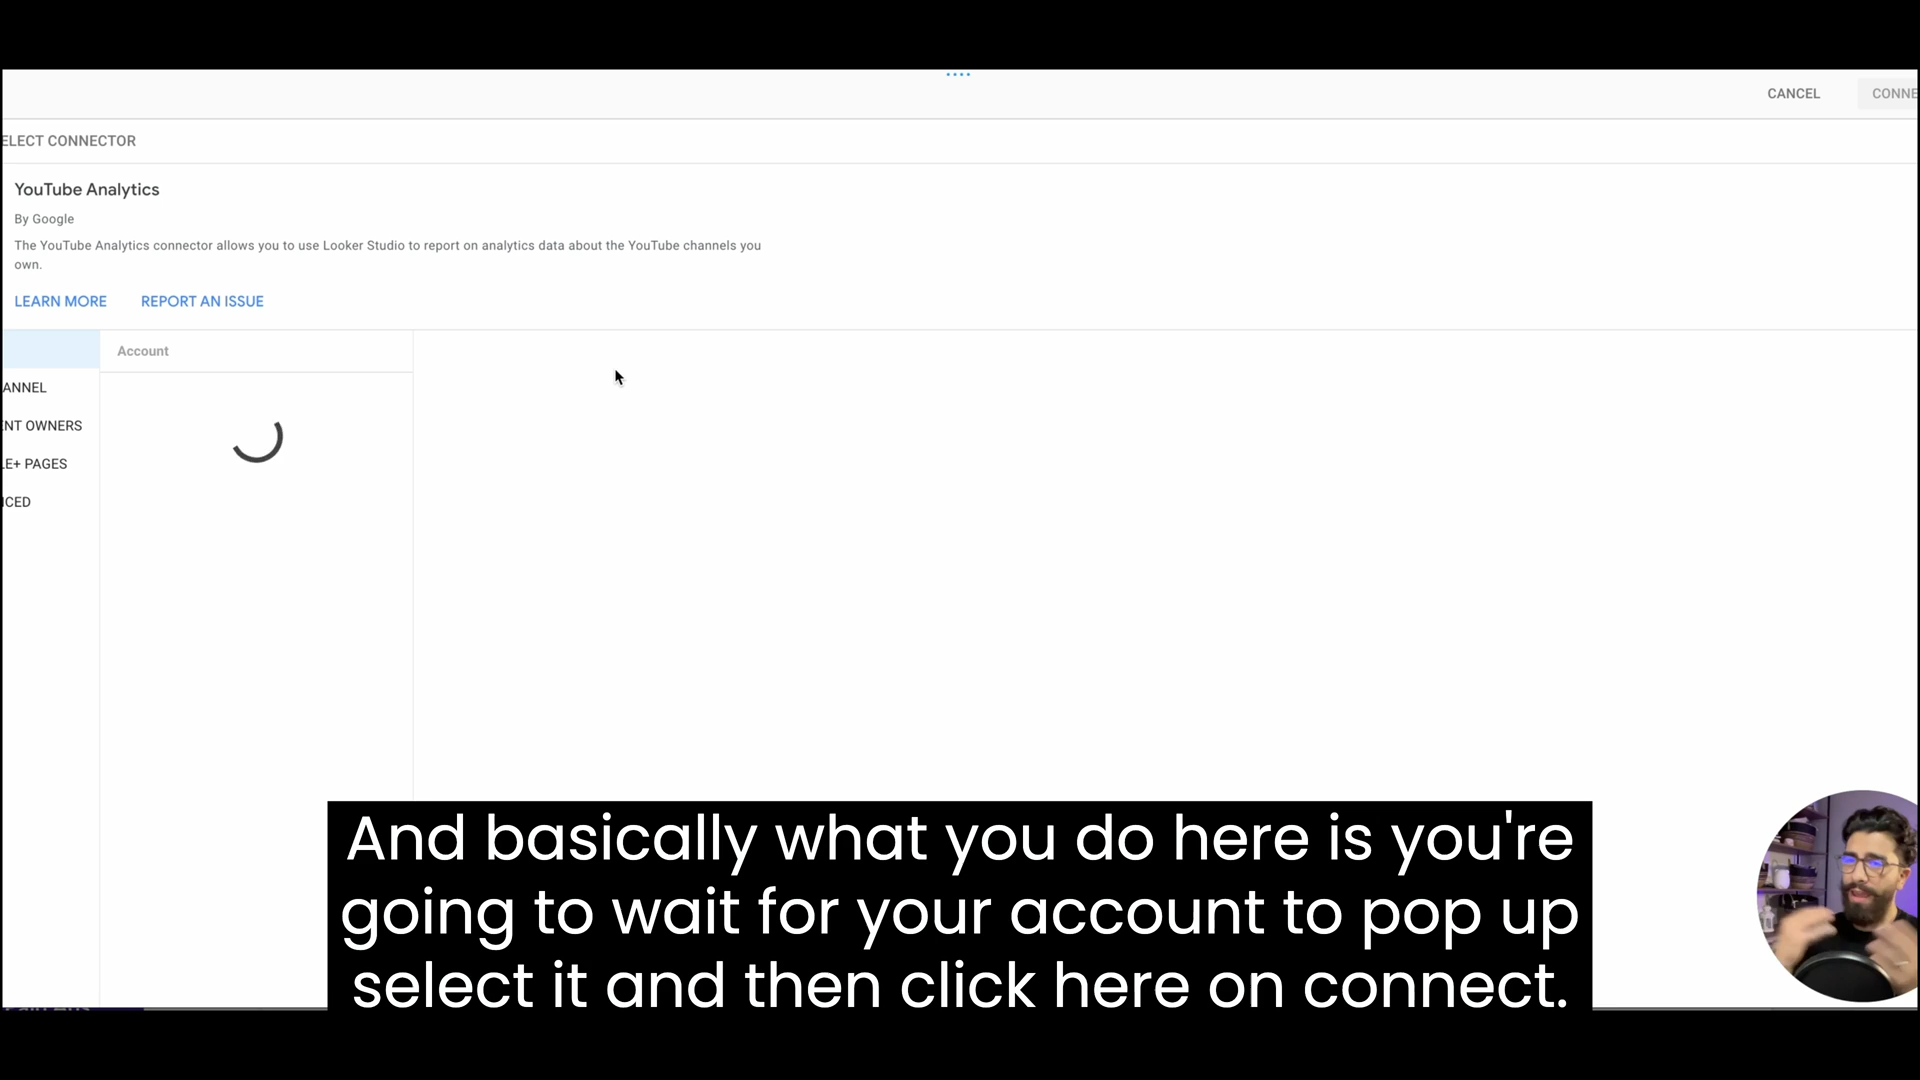 CANCEL
CONNE
ELECT CONNECTOR
YouTube Analytics
By Google
The YouTube Analytics connector allows you to use Looker Studio to report on analytics data about the YouTube channels you
own.
LEARN MORE
REPORT AN ISSUE
Account
ANNEL
ENT OWNERS
LE+ PAGES
NCED
And basically what you do here is you're
going to wait for your account to pop up
select it and then click here on connect.